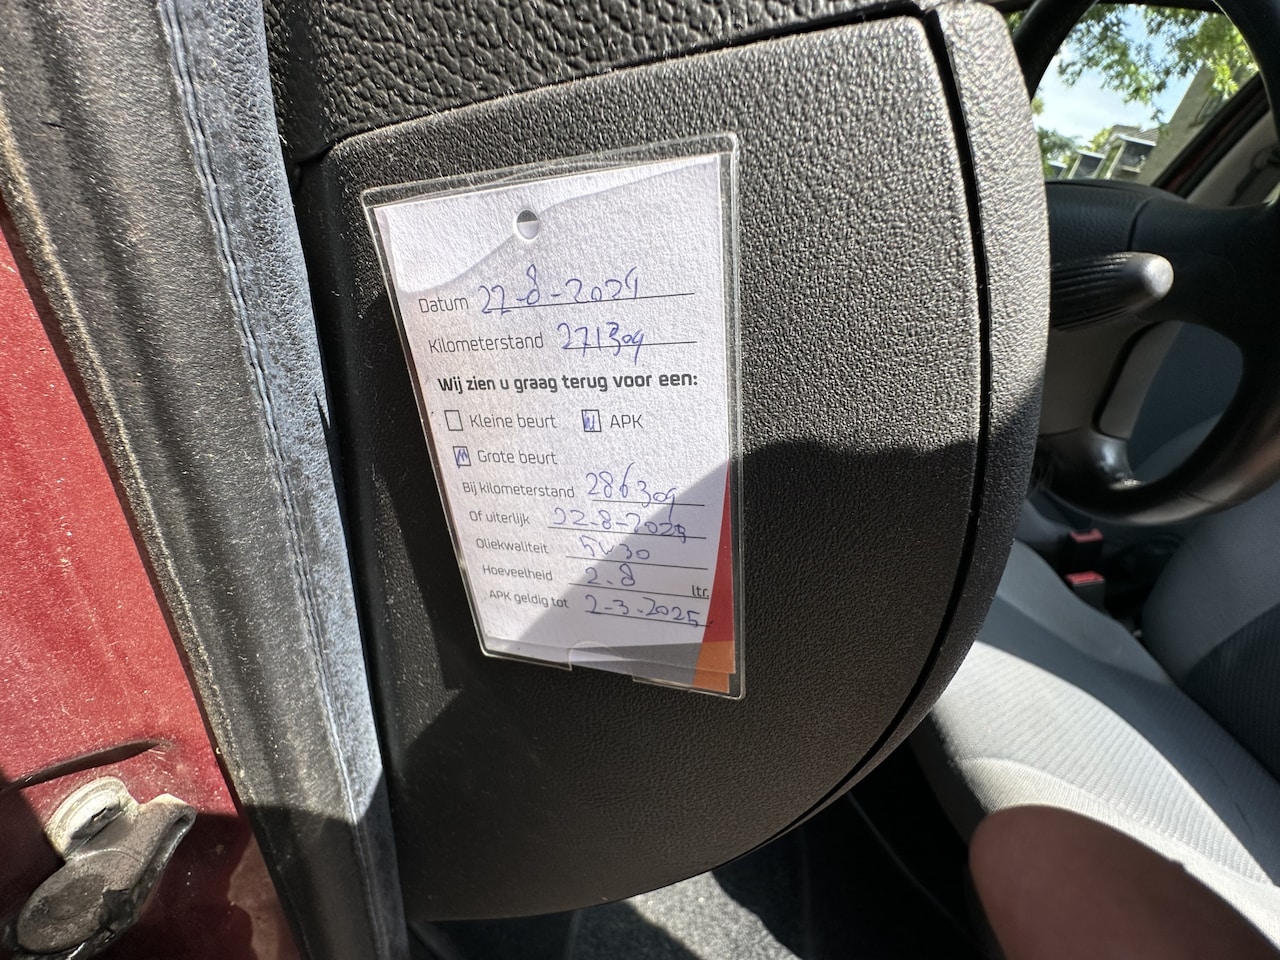 Datum 22-8-2024
Kilometerstand 271309
Wij zien u graag terug voor een:
Kleine beurt APK
Grote beurt
Bij kilometerstand 286309
Of uiterlijk 22-8-2025
Oliekwaliteit 5W30
Hoeveelheid 2.8 ltr.
APK geldig tot 2-3-2025